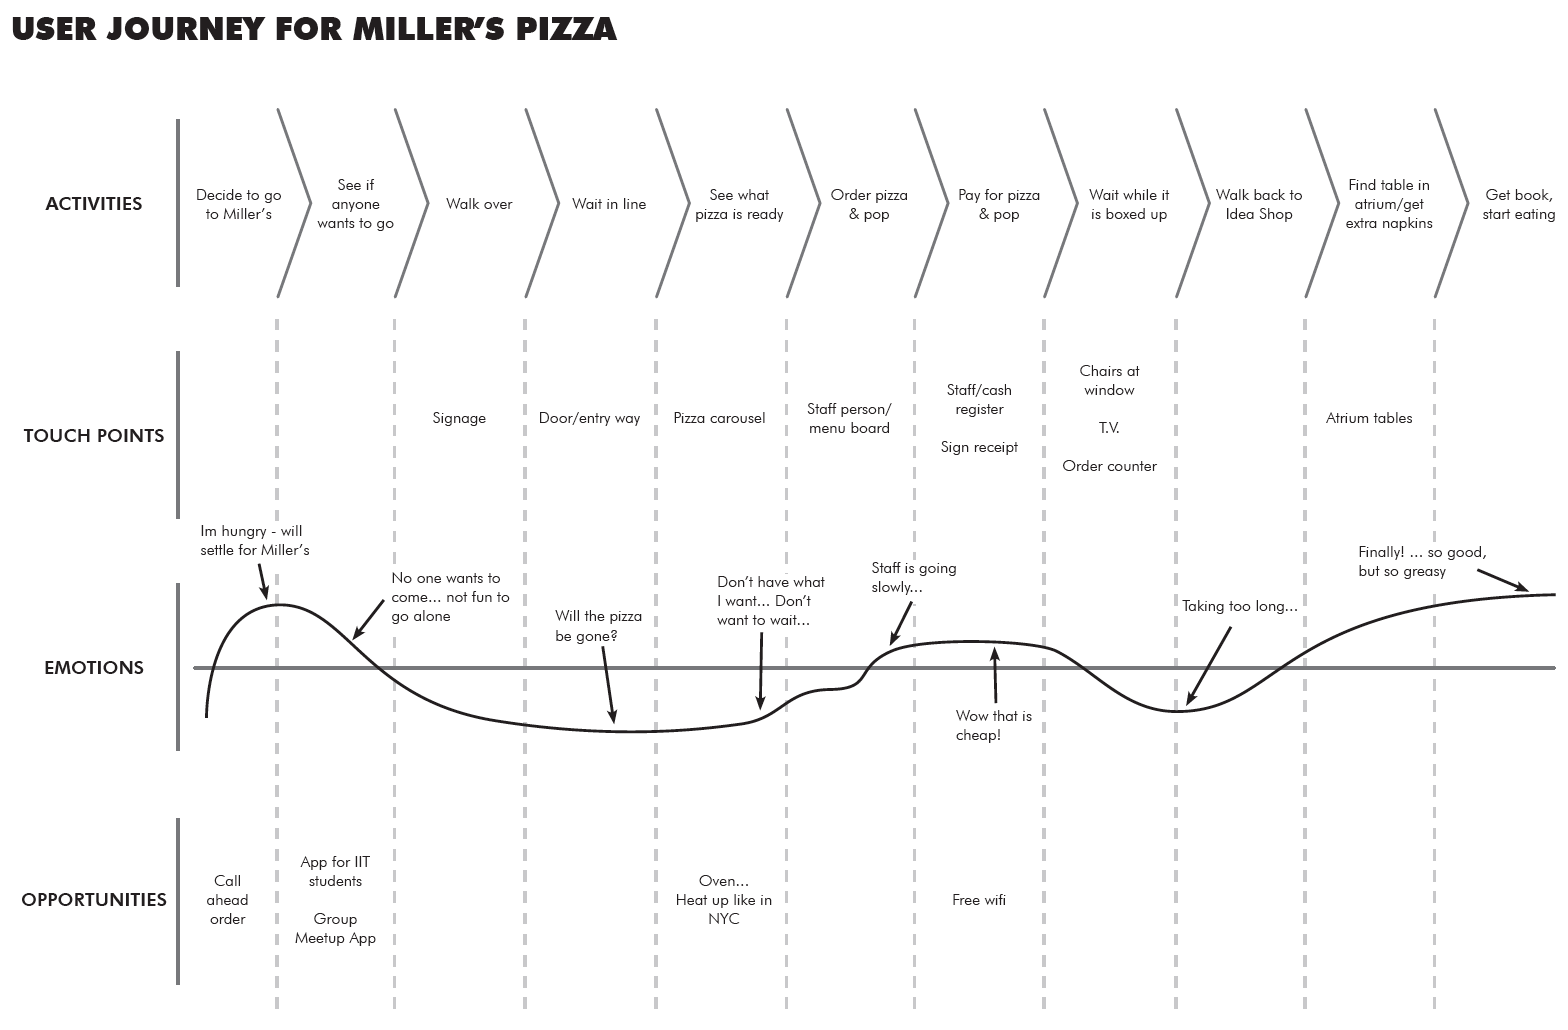 USER JOURNEY FOR MILLER'S PIZZA
ACTIVITIES
Decide to go
to Miller's
See if
anyone
wants to go
Walk over
Wait in line
See what
pizza is ready
Order pizza
& pop
Pay for pizza
& pop
Wait while it
is boxed up
Walk back to
Idea Shop
Find table in
atrium/get
extra napkins
Get book,
start eating
TOUCH POINTS
Signage
Door/entry way
Pizza carousel
Staff person/
menu board
Staff/cash
register
Sign receipt
Chairs at
window
T.V.
Order counter
Atrium tables
EMOTIONS
Im hungry - will
settle for Miller's
No one wants to
come... not fun to
go alone
Will the pizza
be gone?
Don't have what
I want... Don't
want to wait...
Staff is going
slowly...
Wow that is
cheap!
Taking too long...
Finally! ... so good,
but so greasy
OPPORTUNITIES
Call
ahead
order
App for IIT
students
Group
Meetup App
Oven...
Heat up like in
NYC
Free wifi